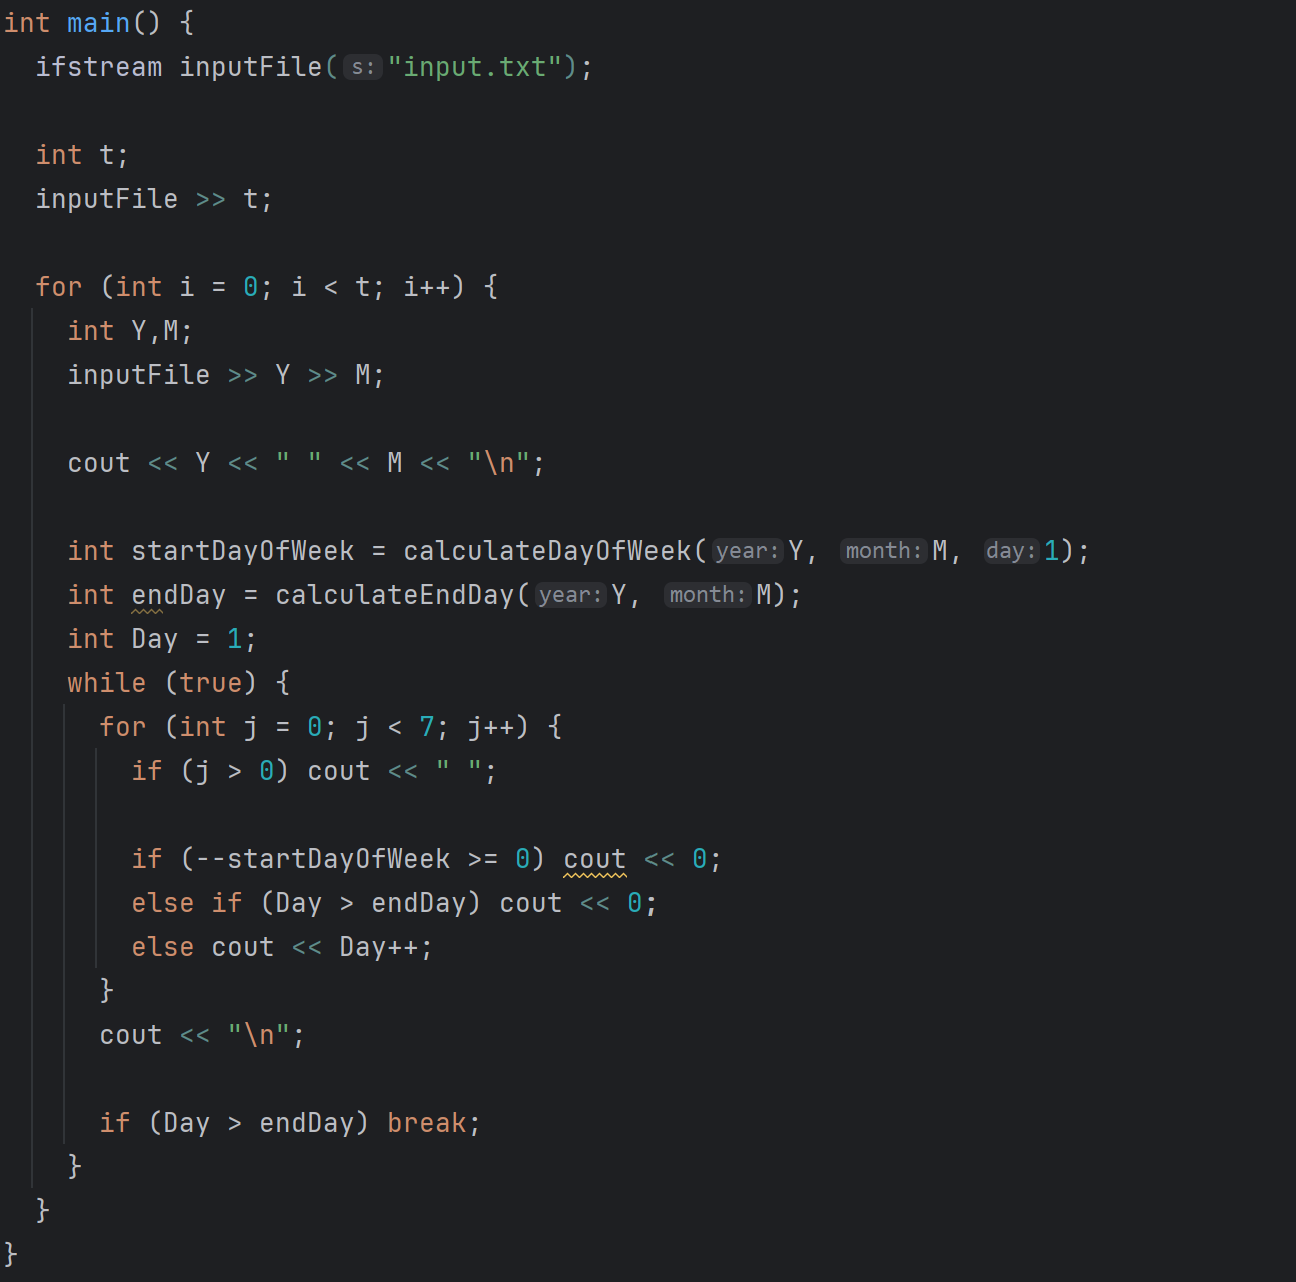 int main() {
ifstream inputFile( s: "input.txt");
int t;
inputFile >> t;
for (int i = 0; i < t; i++) {
int Y,M;
inputFile >> Y >> M;
cout << Y << " " << M << "\n";
int startDayOfWeek = calculateDayOfWeek( year: Y, month: M, day: 1);
int endDay = calculateEndDay( year: Y, month: M);
int Day = 1;
while (true) {
for (int j = 0; j < 7; j++) {
if (j > 0) cout << " ";
if (--startDayOfWeek >= 0) cout << 0;
else if (Day > endDay) cout << 0;
else cout << Day++;
}
cout << "\n";
if (Day > endDay) break;
}
}
}